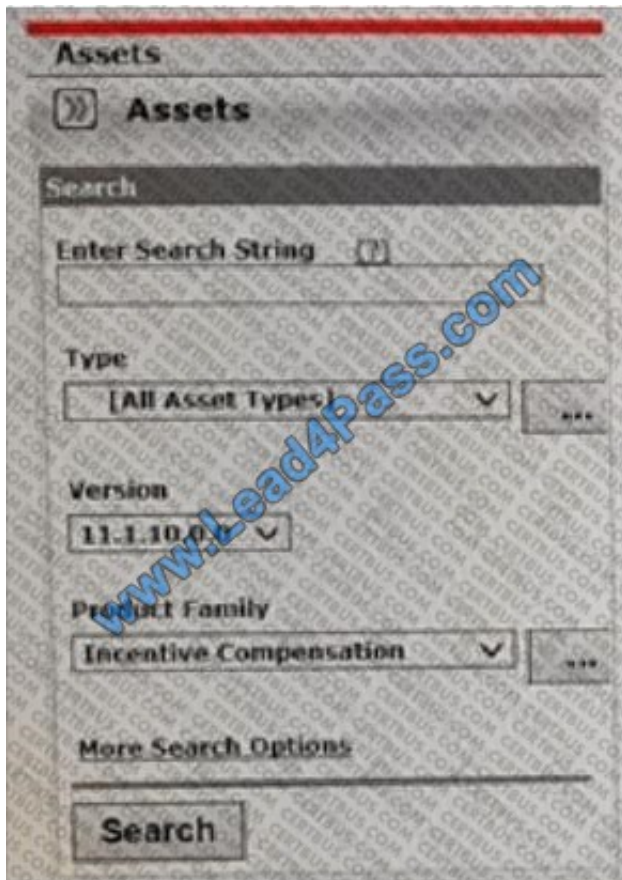 Assets
Assets
Search
Enter Search String [?]
Type
[All Asset Types]
...
Version
11.1.10.0.0
Product Family
Incentive Compensation
...
More Search Options
Search
www.Lead4Pass.com